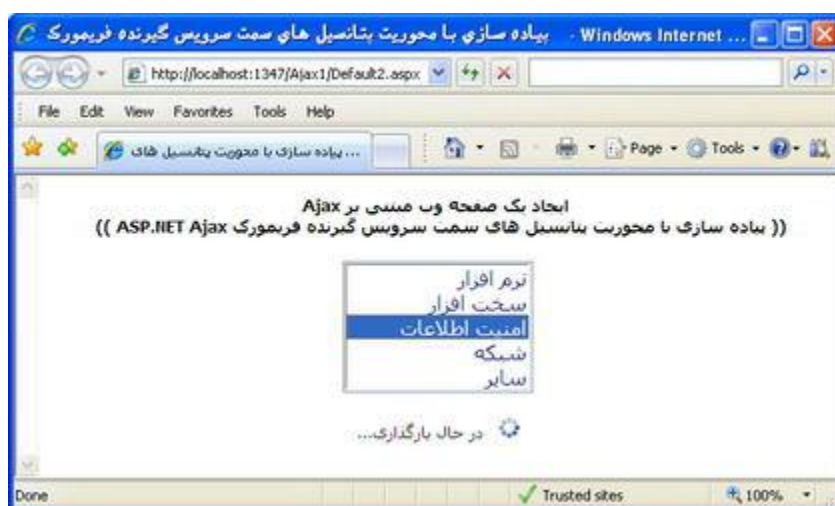 پیاده سازی با محوریت پتانسیل های سمت سرویس گیرنده فریمورک - Windows Internet ...
http://localhost:1347/Ajax1/Default2.aspx
File Edit View Favorites Tools Help
پیاده سازی با محوریت پتانسیل های ...
Page Tools
ایجاد یک صفحه وب مبتنی بر Ajax
(( پیاده سازی با محوریت پتانسیل های سمت سرویس گیرنده فریمورک ASP.NET Ajax ))
نرم افزار
سخت افزار
امنیت اطلاعات
شبکه
سایر
در حال بارگذاری...
Done Trusted sites 100%